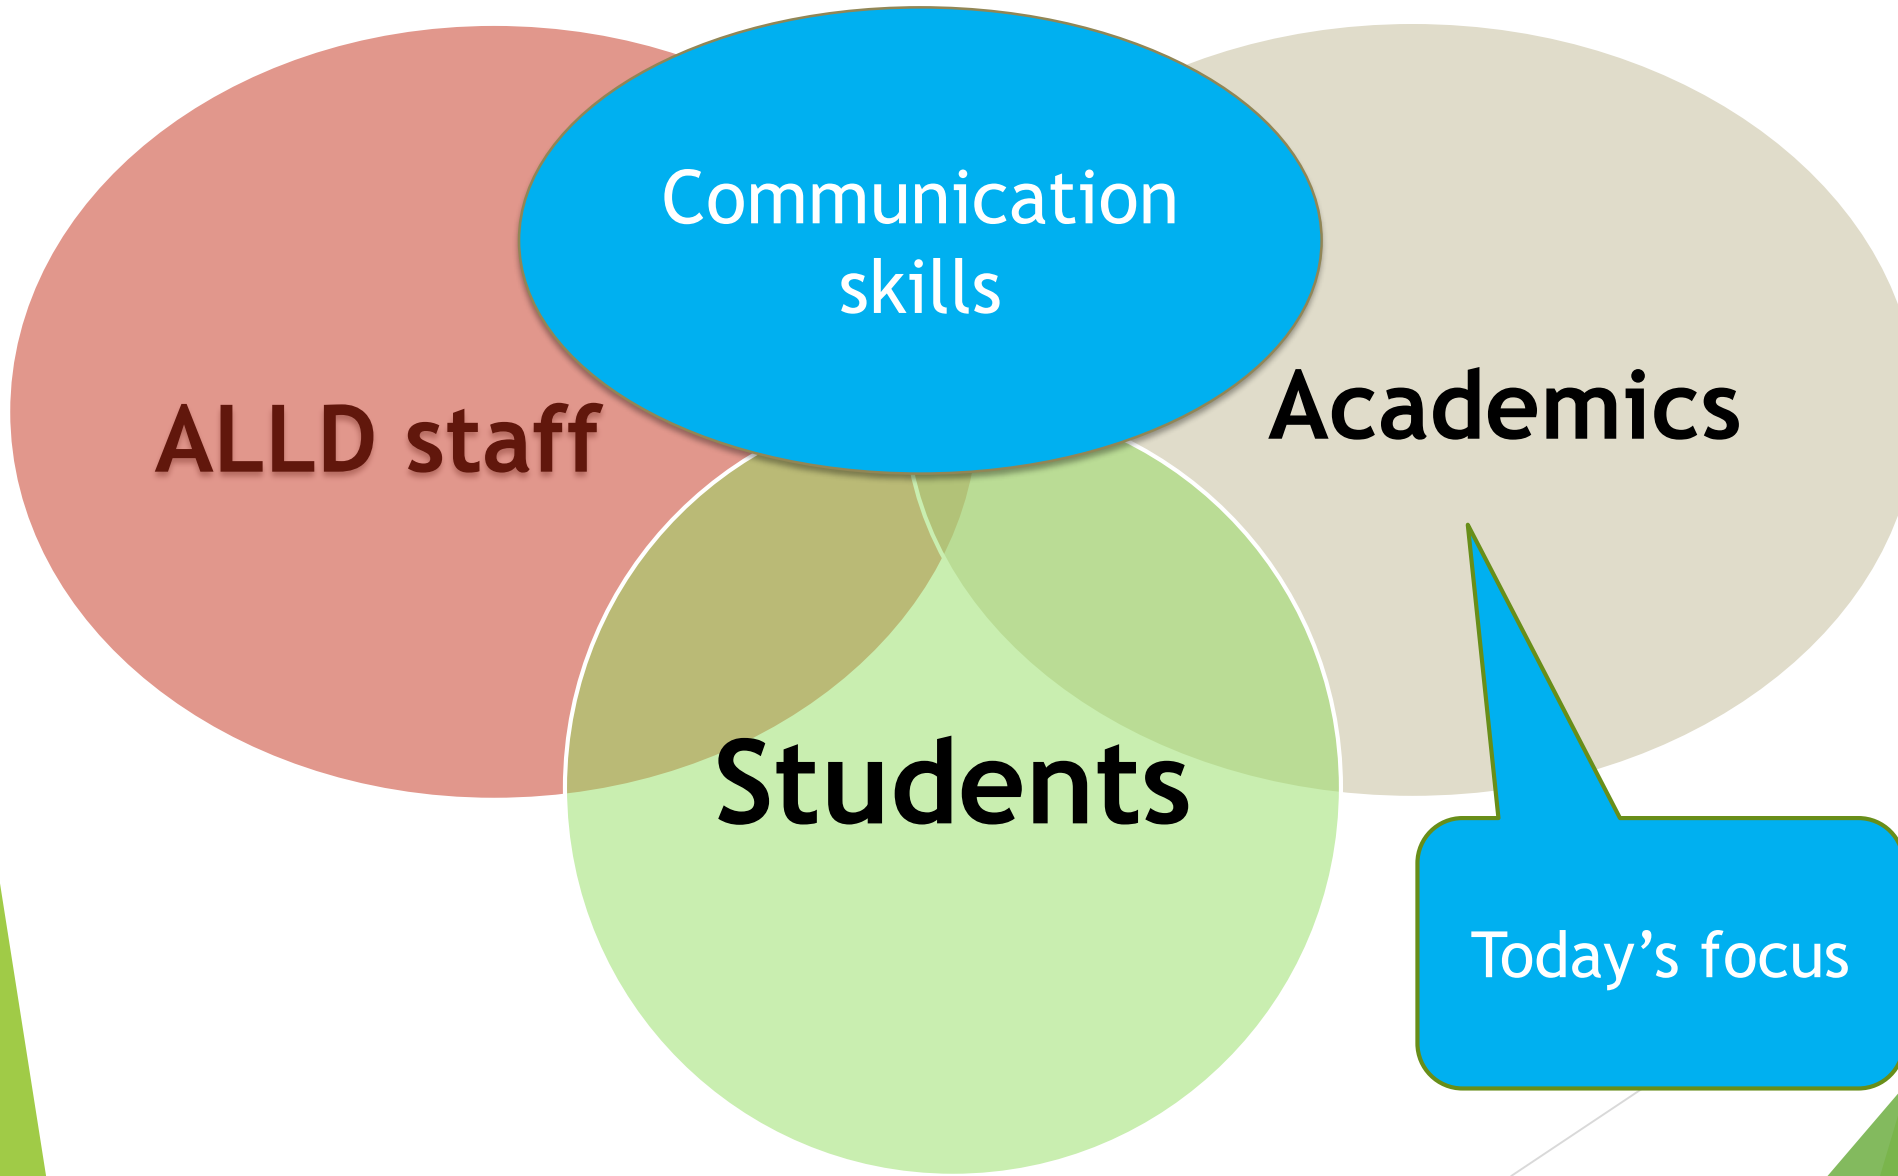 Communication
skills
ALLD staff
Academics
Students
Today’s focus